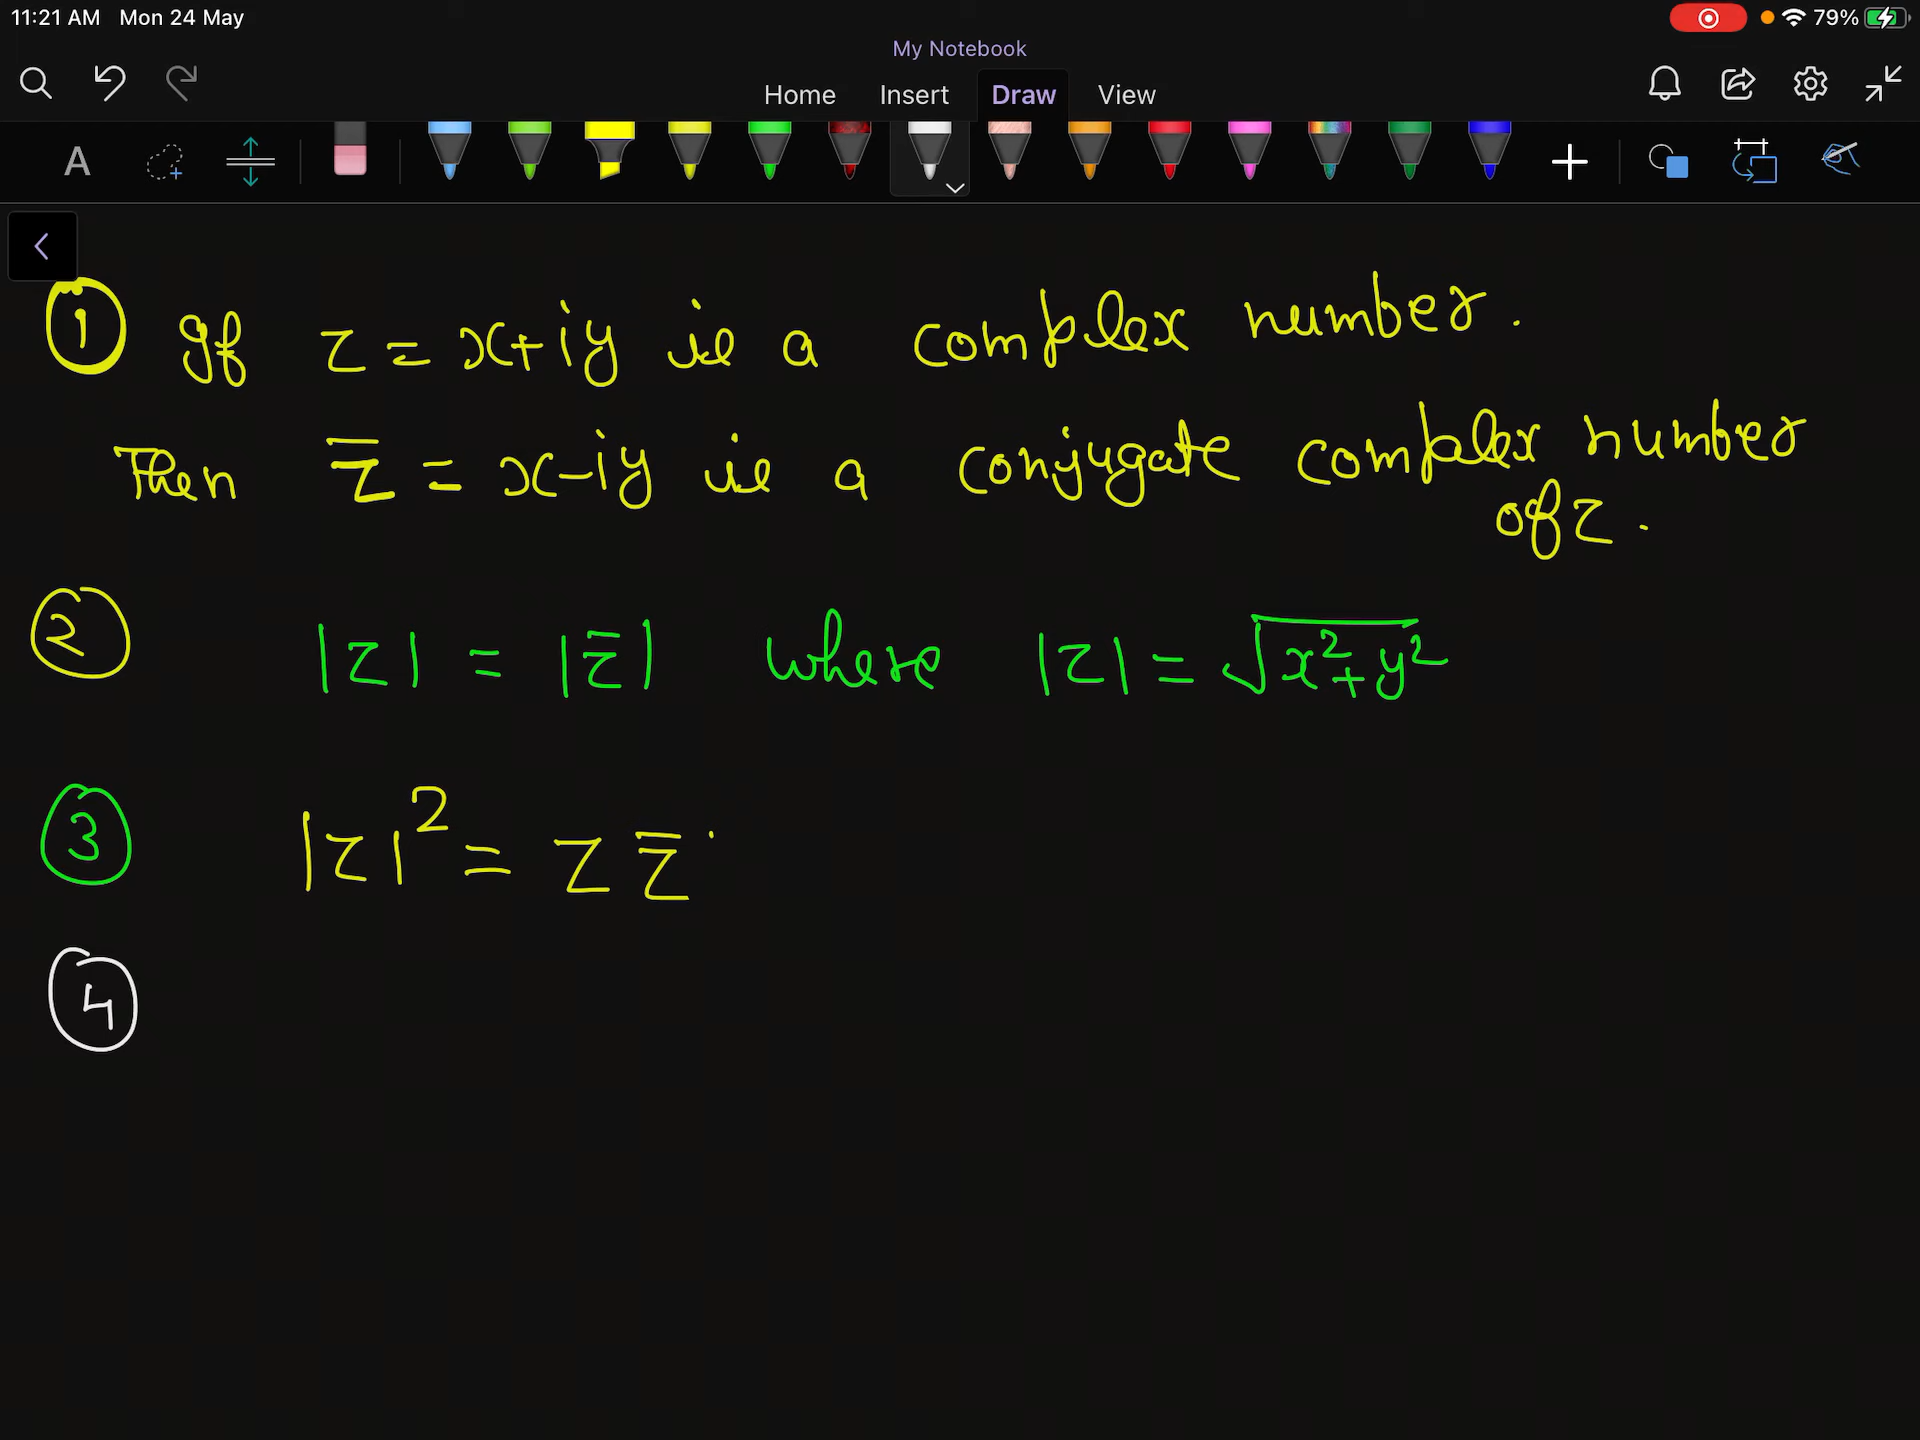 11:21 AM Mon 24 May
79%
My Notebook
Home Insert Draw View
A
① If z = x+iy is a complex number.
Then z̅ = x-iy is a conjugate complex number
of z.
② |z| = |z̅| where |z| = √(x²+y²)
③ |z|² = z z̅
④